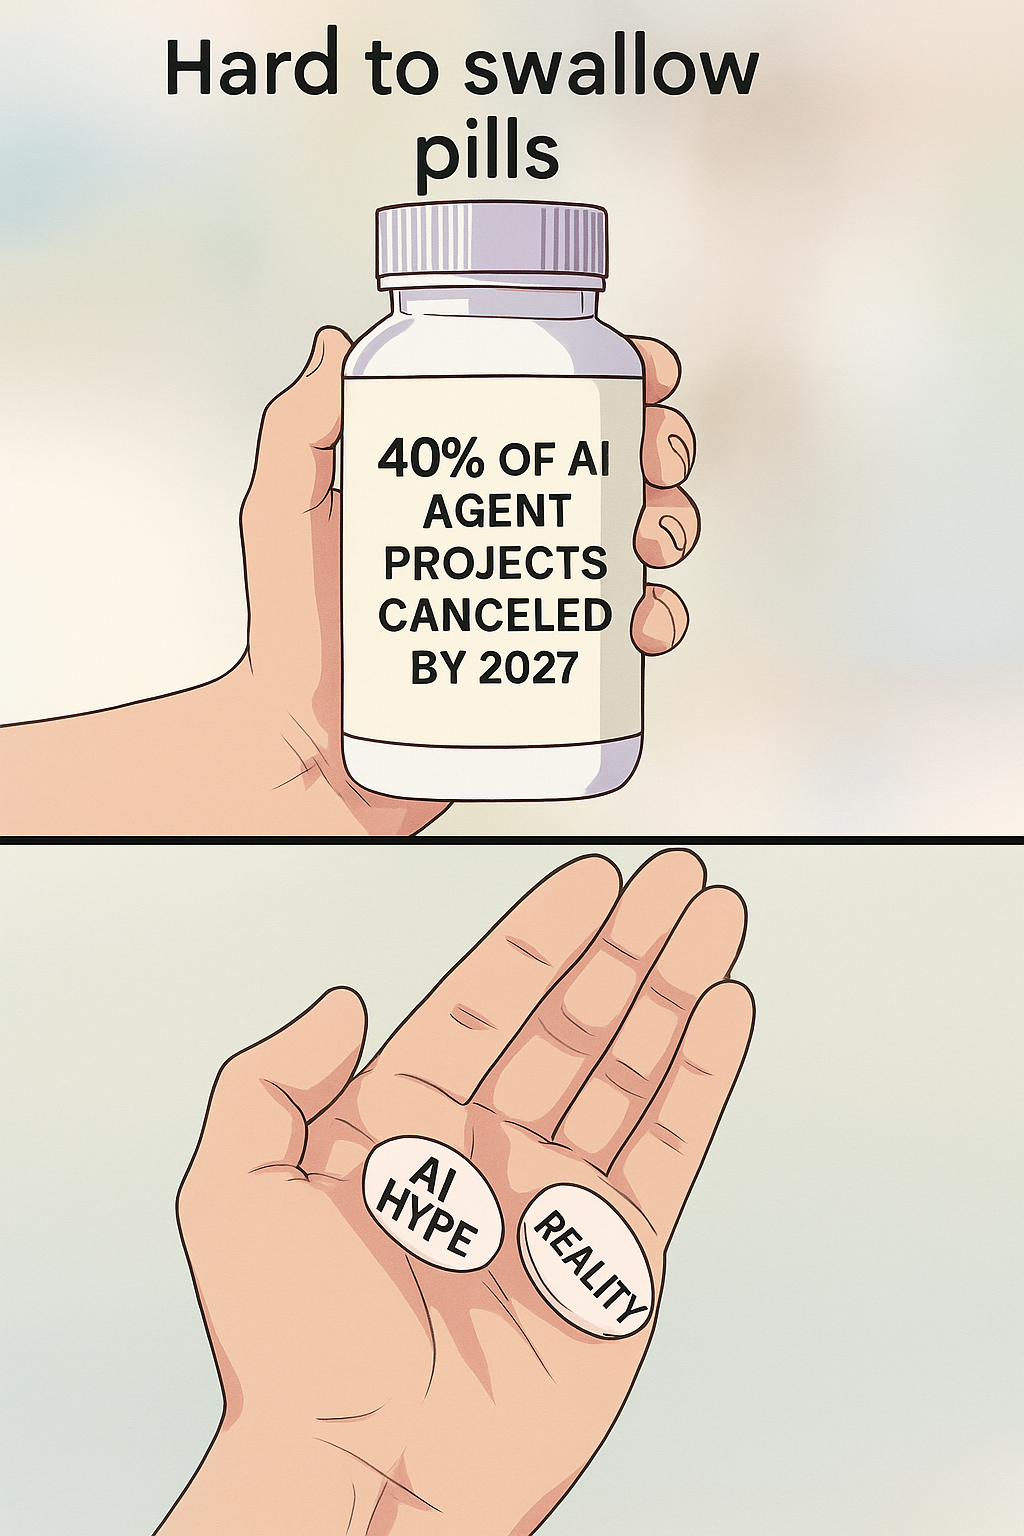 Hard to swallow
pills
40% OF AI
AGENT
PROJECTS
CANCELED
BY 2027
AI
HYPE
REALITY